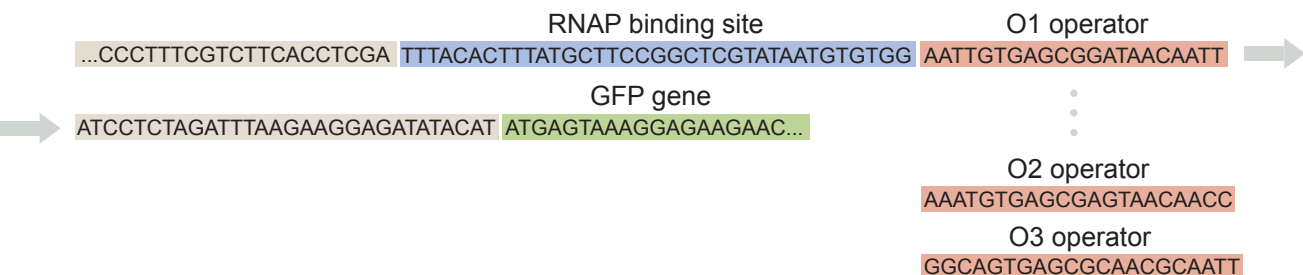 RNAP binding site O1 operator
...CCCTTTCGTCTTCACCTCGA TTTACACTTTATGCTTCCGGCTCGTATAATGTGTGG AATTGTGAGCGGATAACAATT
GFP gene
ATCCTCTAGATTTAAGAAGGAGATATACAT ATGAGTAAAGGAGAAGAAC...
O2 operator
AAATGTGAGCGAGTAACAACC
O3 operator
GGCAGTGAGCGCAACGCAATT